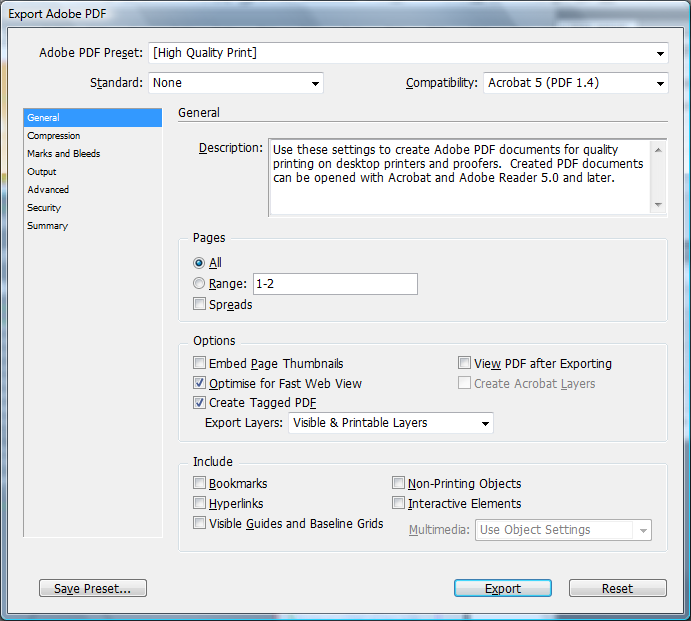 Export Adobe PDF
Adobe PDF Preset: [High Quality Print]
Standard: None Compatibility: Acrobat 5 (PDF 1.4)
General
Compression
Marks and Bleeds
Output
Advanced
Security
Summary
General
Description: Use these settings to create Adobe PDF documents for quality
printing on desktop printers and proofers. Created PDF documents
can be opened with Acrobat and Adobe Reader 5.0 and later.
Pages
All
Range: 1-2
Spreads
Options
Embed Page Thumbnails View PDF after Exporting
Optimise for Fast Web View Create Acrobat Layers
Create Tagged PDF
Export Layers: Visible & Printable Layers
Include
Bookmarks Non-Printing Objects
Hyperlinks Interactive Elements
Visible Guides and Baseline Grids Multimedia: Use Object Settings
Save Preset... Export Reset